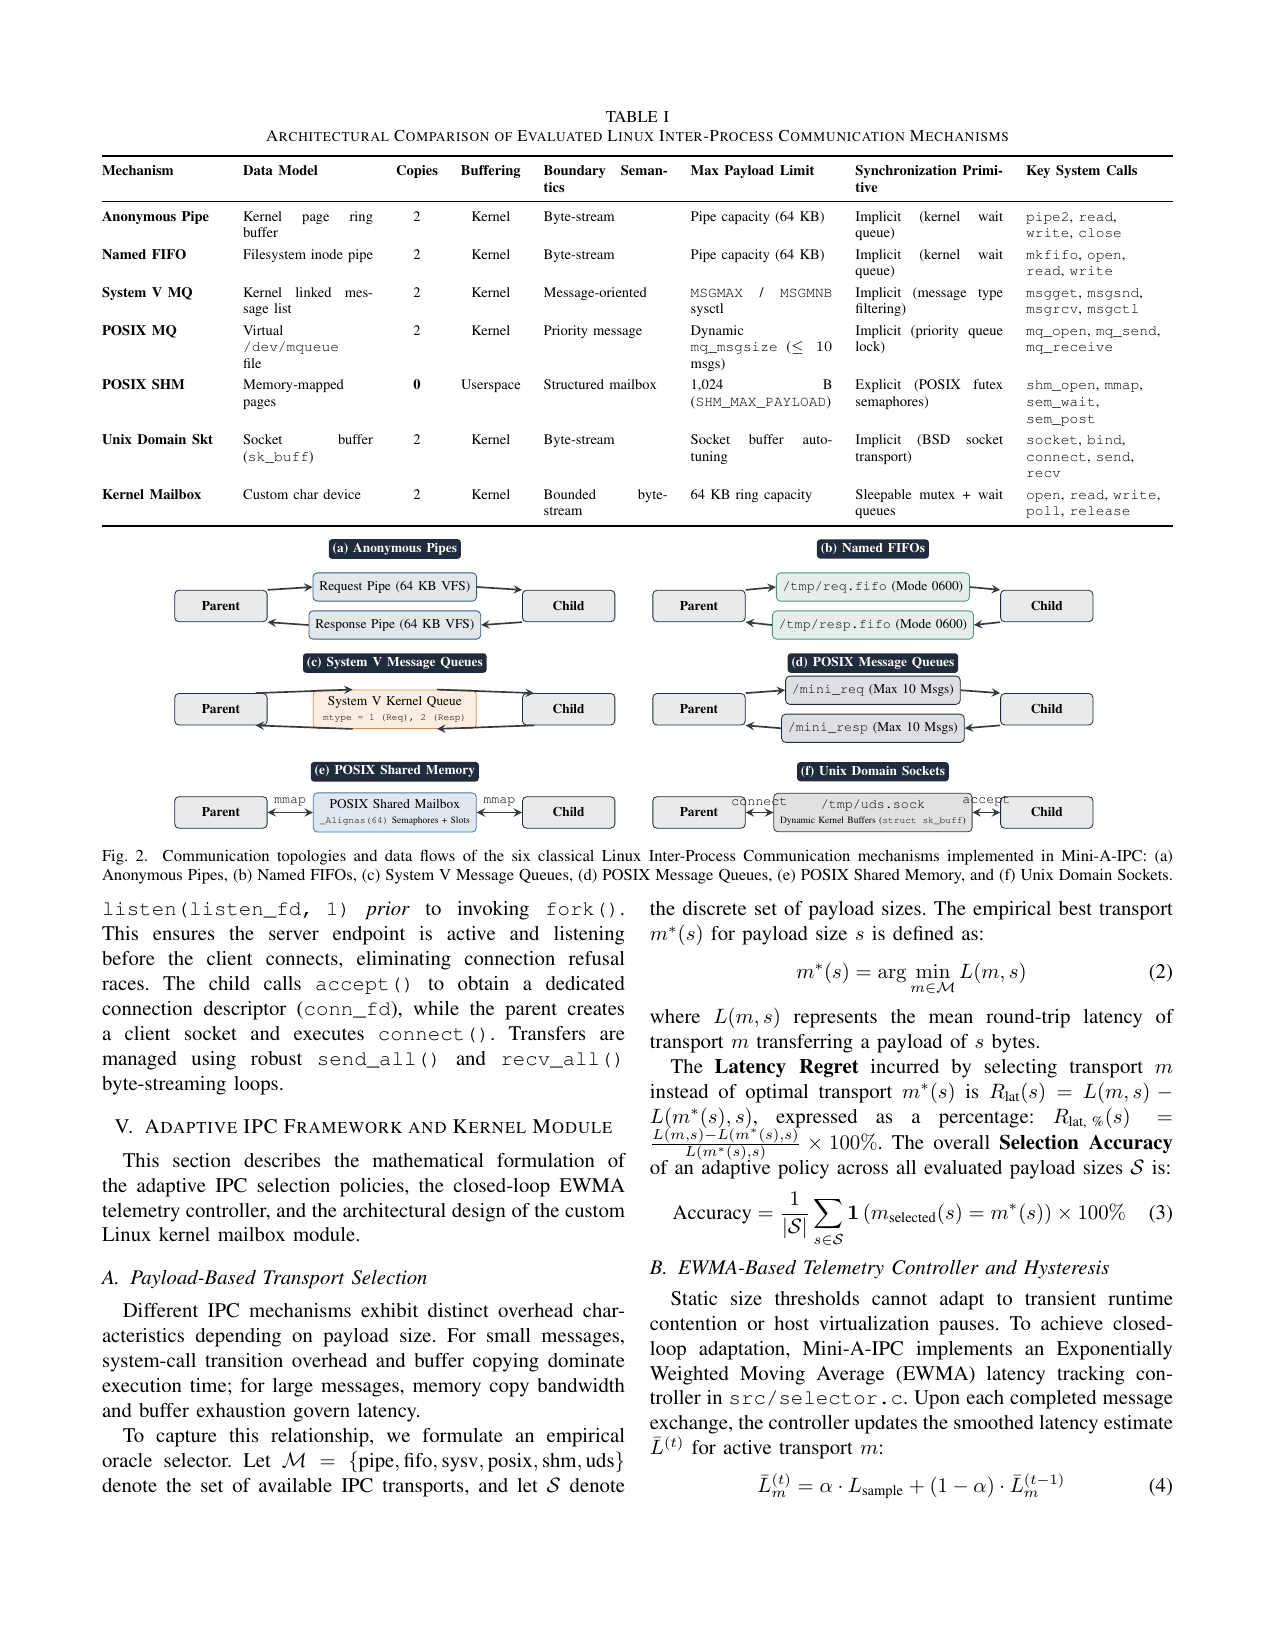 TABLE I
ARCHITECTURAL COMPARISON OF EVALUATED LINUX INTER-PROCESS COMMUNICATION MECHANISMS
Mechanism Data Model Copies Buffering Boundary Seman- Max Payload Limit Synchronization Primi- Key System Calls
tics tive
Anonymous Pipe Kernel page ring 2 Kernel Byte-stream Pipe capacity (64 KB) Implicit (kernel wait pipe2, read,
buffer queue) write, close
Named FIFO Filesystem inode pipe 2 Kernel Byte-stream Pipe capacity (64 KB) Implicit (kernel wait mkfifo, open,
queue) read, write
System V MQ Kernel linked mes- 2 Kernel Message-oriented MSGMAX / MSGMNB Implicit (message type msgget, msgsnd,
sage list sysctl filtering) msgrcv, msgctl
POSIX MQ Virtual 2 Kernel Priority message Dynamic Implicit (priority queue mq_open, mq_send,
/dev/mqueue mq_msgsize (≤ 10 lock) mq_receive
file msgs)
POSIX SHM Memory-mapped 0 Userspace Structured mailbox 1,024 B Explicit (POSIX futex shm_open, mmap,
pages (SHM_MAX_PAYLOAD) semaphores) sem_wait,
sem_post
Unix Domain Skt Socket buffer 2 Kernel Byte-stream Socket buffer auto- Implicit (BSD socket socket, bind,
(sk_buff) tuning transport) connect, send,
recv
Kernel Mailbox Custom char device 2 Kernel Bounded byte- 64 KB ring capacity Sleepable mutex + wait open, read, write,
stream queues poll, release
(a) Anonymous Pipes
Request Pipe (64 KB VFS)
Parent Child
Response Pipe (64 KB VFS)
(b) Named FIFOs
/tmp/req.fifo (Mode 0600)
Parent Child
/tmp/resp.fifo (Mode 0600)
(c) System V Message Queues
Parent System V Kernel Queue Child
mtype = 1 (Req), 2 (Resp)
(d) POSIX Message Queues
/mini_req (Max 10 Msgs)
Parent Child
/mini_resp (Max 10 Msgs)
(e) POSIX Shared Memory
Parent mmap POSIX Shared Mailbox mmap Child
_Alignas(64) Semaphores + Slots
(f) Unix Domain Sockets
Parent connect /tmp/uds.sock accept Child
Dynamic Kernel Buffers (struct sk_buff)
Fig. 2. Communication topologies and data flows of the six classical Linux Inter-Process Communication mechanisms implemented in Mini-A-IPC: (a)
Anonymous Pipes, (b) Named FIFOs, (c) System V Message Queues, (d) POSIX Message Queues, (e) POSIX Shared Memory, and (f) Unix Domain Sockets.
listen(listen_fd, 1) prior to invoking fork().
This ensures the server endpoint is active and listening
before the client connects, eliminating connection refusal
races. The child calls accept() to obtain a dedicated
connection descriptor (conn_fd), while the parent creates
a client socket and executes connect(). Transfers are
managed using robust send_all() and recv_all()
byte-streaming loops.
V. ADAPTIVE IPC FRAMEWORK AND KERNEL MODULE
This section describes the mathematical formulation of
the adaptive IPC selection policies, the closed-loop EWMA
telemetry controller, and the architectural design of the custom
Linux kernel mailbox module.
A. Payload-Based Transport Selection
Different IPC mechanisms exhibit distinct overhead char-
acteristics depending on payload size. For small messages,
system-call transition overhead and buffer copying dominate
execution time; for large messages, memory copy bandwidth
and buffer exhaustion govern latency.
To capture this relationship, we formulate an empirical
oracle selector. Let ℳ = {pipe, fifo, sysv, posix, shm, uds}
denote the set of available IPC transports, and let 𝒮 denote
the discrete set of payload sizes. The empirical best transport
m*(s) for payload size s is defined as:
m*(s) = arg min_{m∈ℳ} L(m, s) (2)
where L(m, s) represents the mean round-trip latency of
transport m transferring a payload of s bytes.
The Latency Regret incurred by selecting transport m
instead of optimal transport m*(s) is R_lat(s) = L(m, s) −
L(m*(s), s), expressed as a percentage: R_lat, %(s) =
(L(m,s)−L(m*(s),s))/(L(m*(s),s)) × 100%. The overall Selection Accuracy
of an adaptive policy across all evaluated payload sizes 𝒮 is:
Accuracy = 1/|𝒮| ∑_{s∈𝒮} 1 (m_selected(s) = m*(s)) × 100% (3)
B. EWMA-Based Telemetry Controller and Hysteresis
Static size thresholds cannot adapt to transient runtime
contention or host virtualization pauses. To achieve closed-
loop adaptation, Mini-A-IPC implements an Exponentially
Weighted Moving Average (EWMA) latency tracking con-
troller in src/selector.c. Upon each completed message
exchange, the controller updates the smoothed latency estimate
L̄^(t) for active transport m:
L̄_m^(t) = α · L_sample + (1 − α) · L̄_m^(t−1) (4)